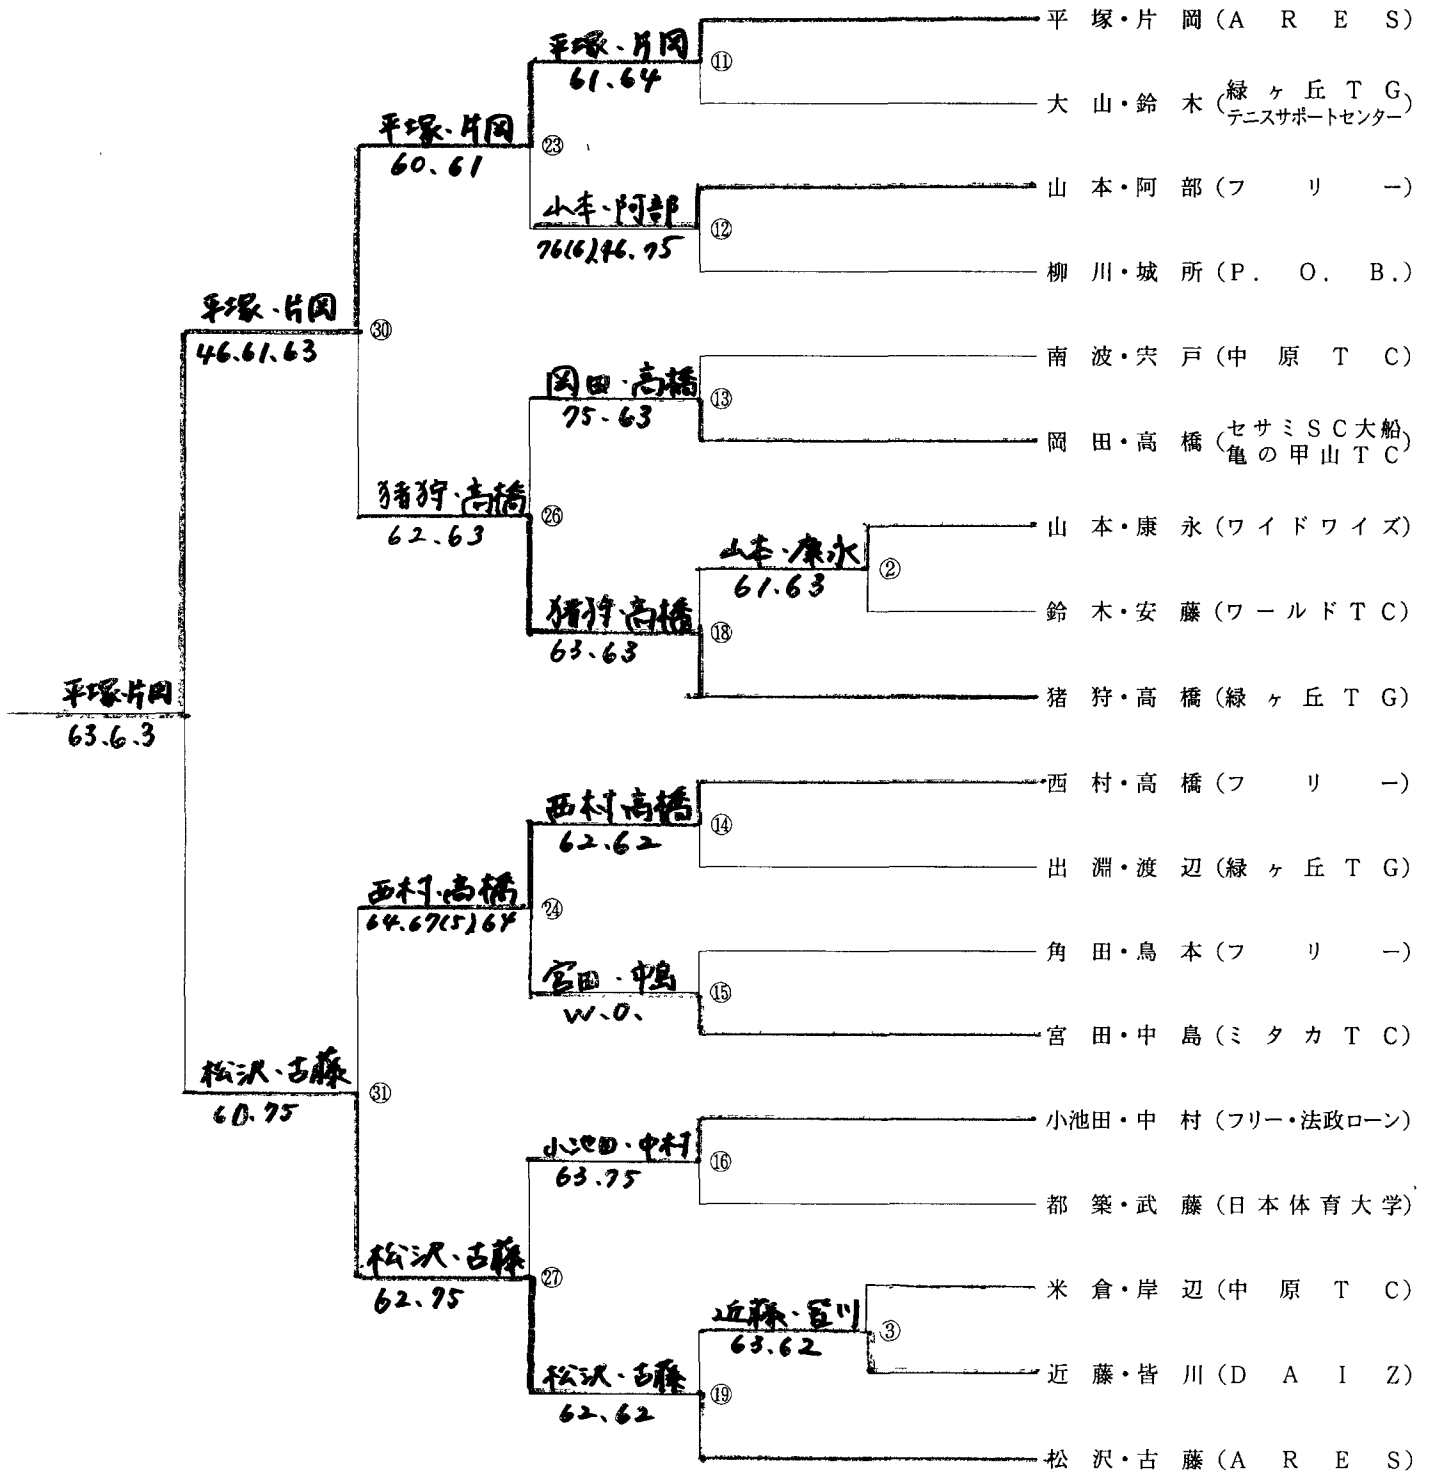 平塚・片岡(ARES)
平塚・片岡
⑪
61.64
大山・鈴木(緑ヶ丘TG
テニスサポートセンター)
平塚・片岡
㉓
60、61
山本・阿部(フリー)
山本・阿部
⑫
76(6)46.75
柳川・城所(P.O.B.)
平塚・片岡
㉚
46.61.63
南波・宍戸(中原TC)
岡田・高橋
⑬
75-63
岡田・高橋(セサミSC大船
亀の甲山TC)
猪狩・高橋
㉖
62.63
山本・康永(ワイドワイズ)
山本・康永
②
61.63
鈴木・安藤(ワールドTC)
猪狩・高橋
⑱
63.63
猪狩・高橋(緑ヶ丘TG)
平塚・片岡
63.6.3
西村・高橋(フリー)
西村・高橋
⑭
62.62
出淵・渡辺(緑ヶ丘TG)
西村・高橋
㉔
64.67(5)64
角田・鳥本(フリー)
宮田・中島
⑮
W.O.
宮田・中島(ミタカTC)
松沢・古藤
㉛
60.75
小池田・中村(フリー・法政ローン)
小池田・中村
⑯
63.75
都築・武藤(日本体育大学)
松沢・古藤
㉗
62.75
米倉・岸辺(中原TC)
近藤・皆川
③
63.62
近藤・皆川(DAIZ)
松沢・古藤
⑲
62、62
松沢・古藤(ARES)